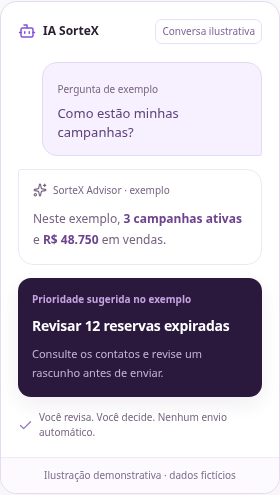 IA SorteX
Conversa ilustrativa
Pergunta de exemplo
Como estão minhas
campanhas?
SorteX Advisor · exemplo
Neste exemplo, 3 campanhas ativas
e R$ 48.750 em vendas.
Prioridade sugerida no exemplo
Revisar 12 reservas expiradas
Consulte os contatos e revise um
rascunho antes de enviar.
Você revisa. Você decide. Nenhum envio
automático.
Ilustração demonstrativa · dados fictícios